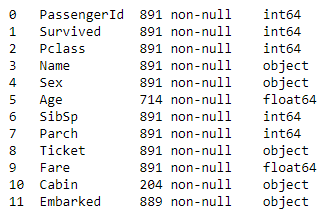 0 PassengerId 891 non-null int64
1 Survived 891 non-null int64
2 Pclass 891 non-null int64
3 Name 891 non-null object
4 Sex 891 non-null object
5 Age 714 non-null float64
6 SibSp 891 non-null int64
7 Parch 891 non-null int64
8 Ticket 891 non-null object
9 Fare 891 non-null float64
10 Cabin 204 non-null object
11 Embarked 889 non-null object